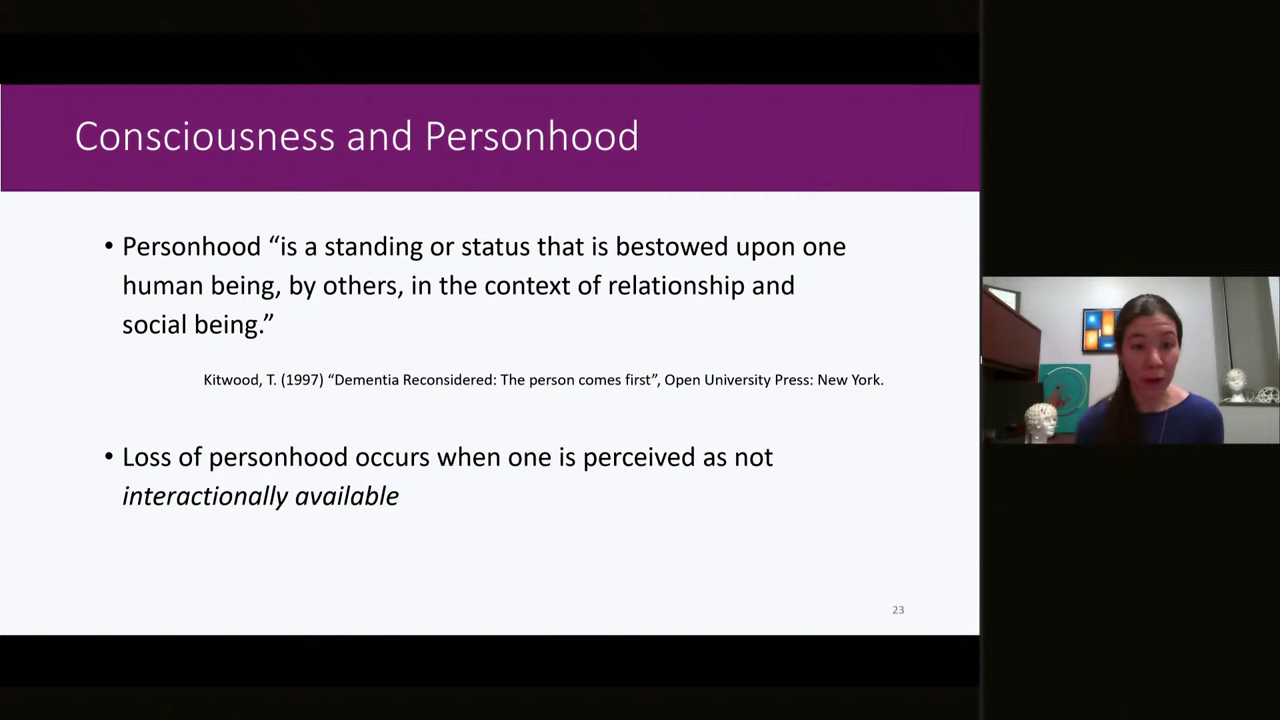 Consciousness and Personhood
• Personhood “is a standing or status that is bestowed upon one
human being, by others, in the context of relationship and
social being.”
Kitwood, T. (1997) “Dementia Reconsidered: The person comes first”, Open University Press: New York.
• Loss of personhood occurs when one is perceived as not
interactionally available
23